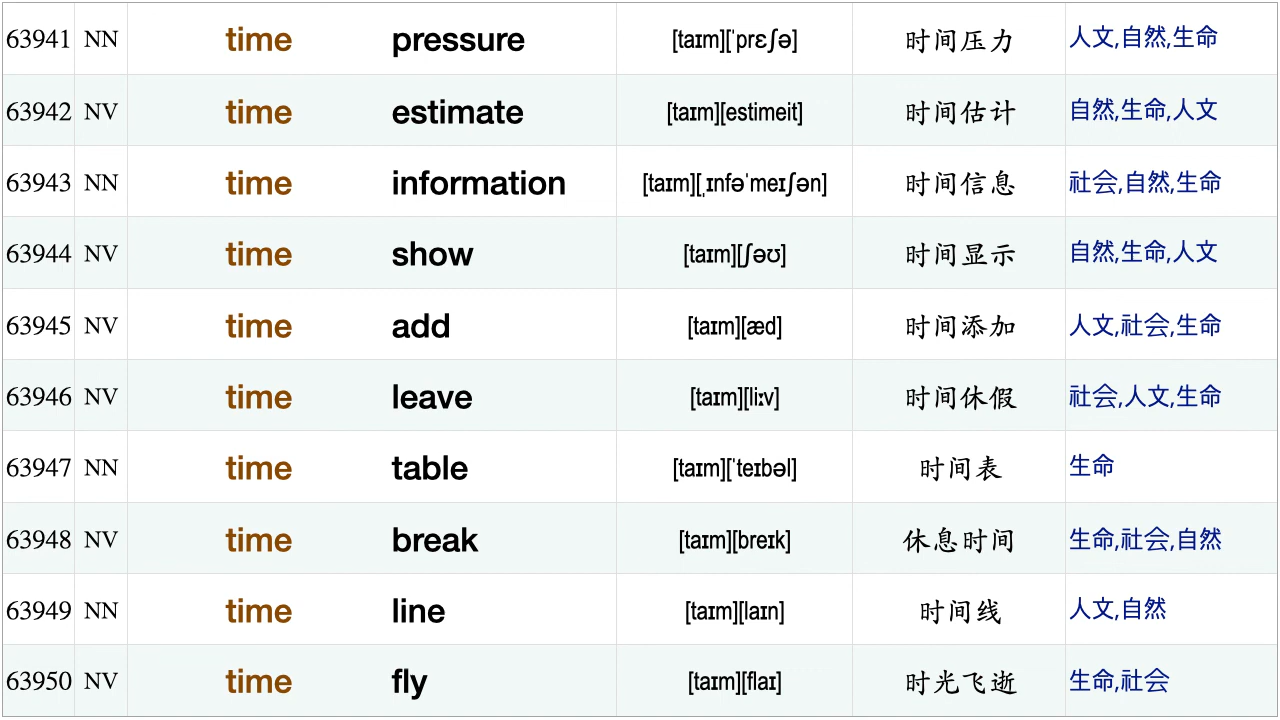 63941 NN time pressure [taɪm][ˈprɛʃə] 时间压力 人文,自然,生命
63942 NV time estimate [taɪm][estimeit] 时间估计 自然,生命,人文
63943 NN time information [taɪm][ˌɪnfəˈmeɪʃən] 时间信息 社会,自然,生命
63944 NV time show [taɪm][ʃəʊ] 时间显示 自然,生命,人文
63945 NV time add [taɪm][æd] 时间添加 人文,社会,生命
63946 NV time leave [taɪm][liːv] 时间休假 社会,人文,生命
63947 NN time table [taɪm][ˈteɪbəl] 时间表 生命
63948 NV time break [taɪm][breɪk] 休息时间 生命,社会,自然
63949 NN time line [taɪm][laɪn] 时间线 人文,自然
63950 NV time fly [taɪm][flaɪ] 时光飞逝 生命,社会